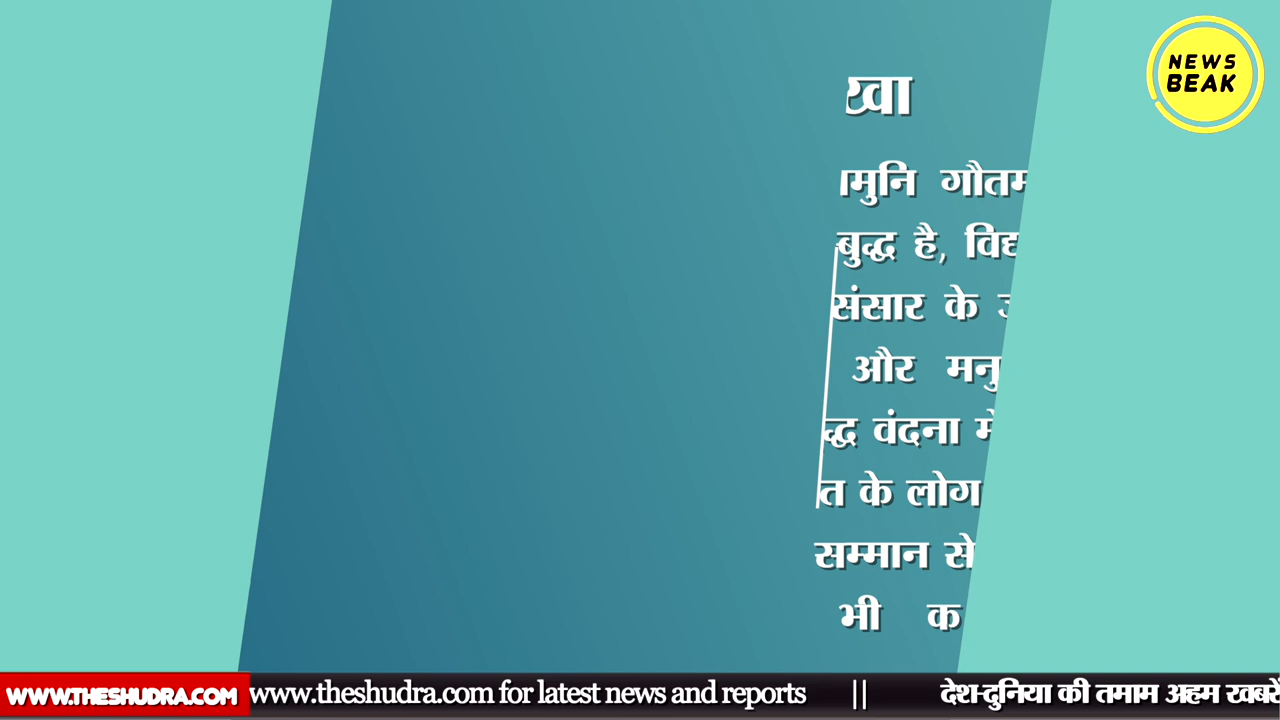 NEWS
BEAK
खा
ामुनि गौतम
बुद्ध है,
संसार के
और मनु
द्ध वंदना में
त के लोग
सम्मान से
भी क
WWW.THESHUDRA.COM www.theshudra.com for latest news and reports || देश-दुनिया की तमाम अहम खबरें